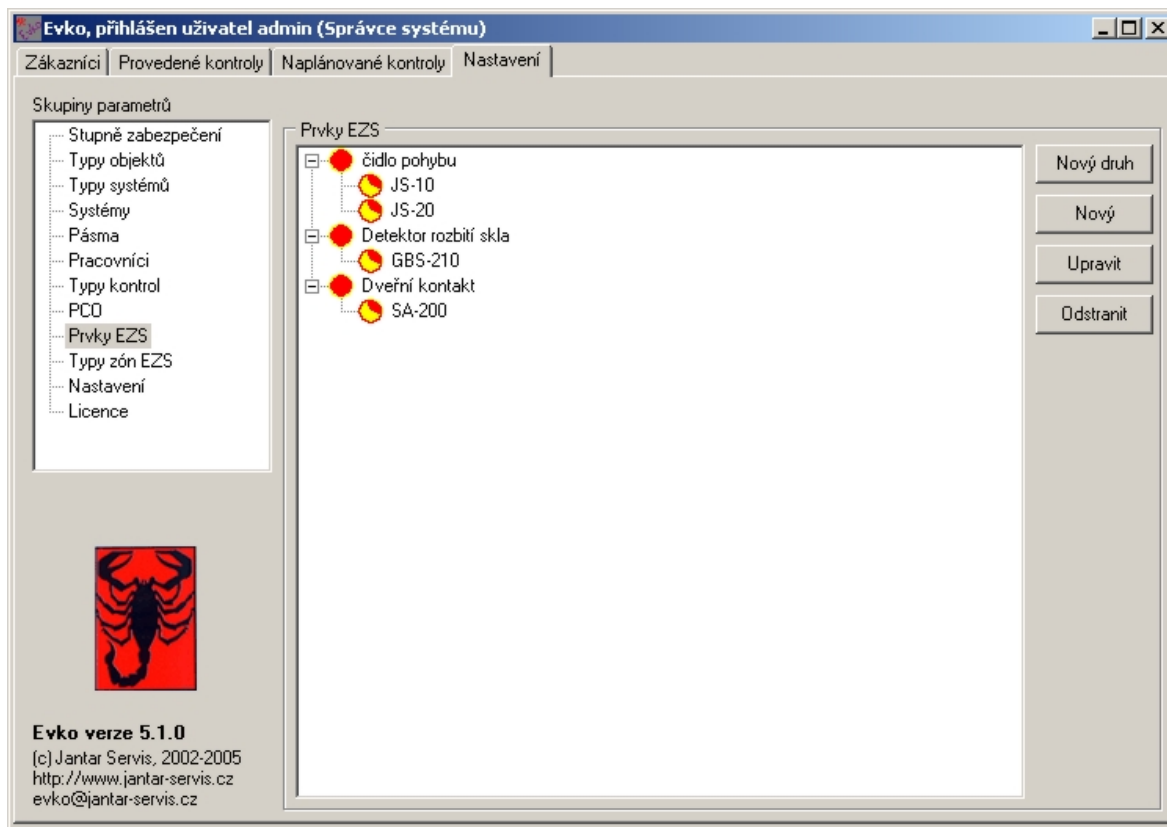 Evko, přihlášen uživatel admin (Správce systému)
Zákazníci Provedené kontroly Naplánované kontroly Nastavení
Skupiny parametrů
Stupně zabezpečení
Typy objektů
Typy systémů
Systémy
Pásma
Pracovníci
Typy kontrol
PCO
Prvky EZS
Typy zón EZS
Nastavení
Licence
Prvky EZS
čidlo pohybu
JS-10
JS-20
Detektor rozbití skla
GBS-210
Dveřní kontakt
SA-200
Nový druh
Nový
Upravit
Odstranit
Evko verze 5.1.0
(c) Jantar Servis, 2002-2005
http://www.jantar-servis.cz
evko@jantar-servis.cz